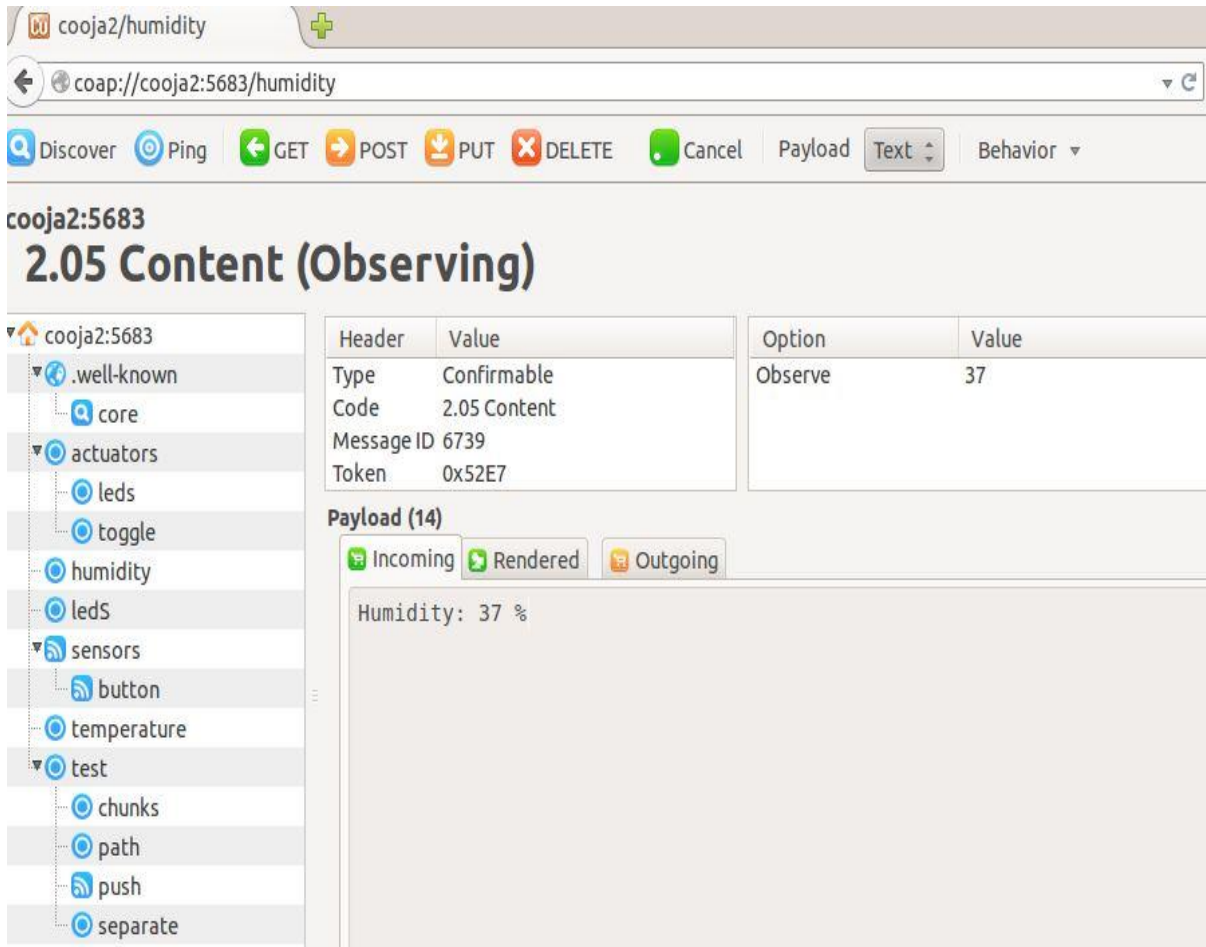 cooja2/humidity
coap://cooja2:5683/humidity
Discover Ping GET POST PUT DELETE Cancel Payload Text Behavior
cooja2:5683
2.05 Content (Observing)
cooja2:5683
.well-known
core
actuators
leds
toggle
humidity
ledS
sensors
button
temperature
test
chunks
path
push
separate
Header Value
Type Confirmable
Code 2.05 Content
Message ID 6739
Token 0x52E7
Option Value
Observe 37
Payload (14)
Incoming Rendered Outgoing
Humidity: 37 %